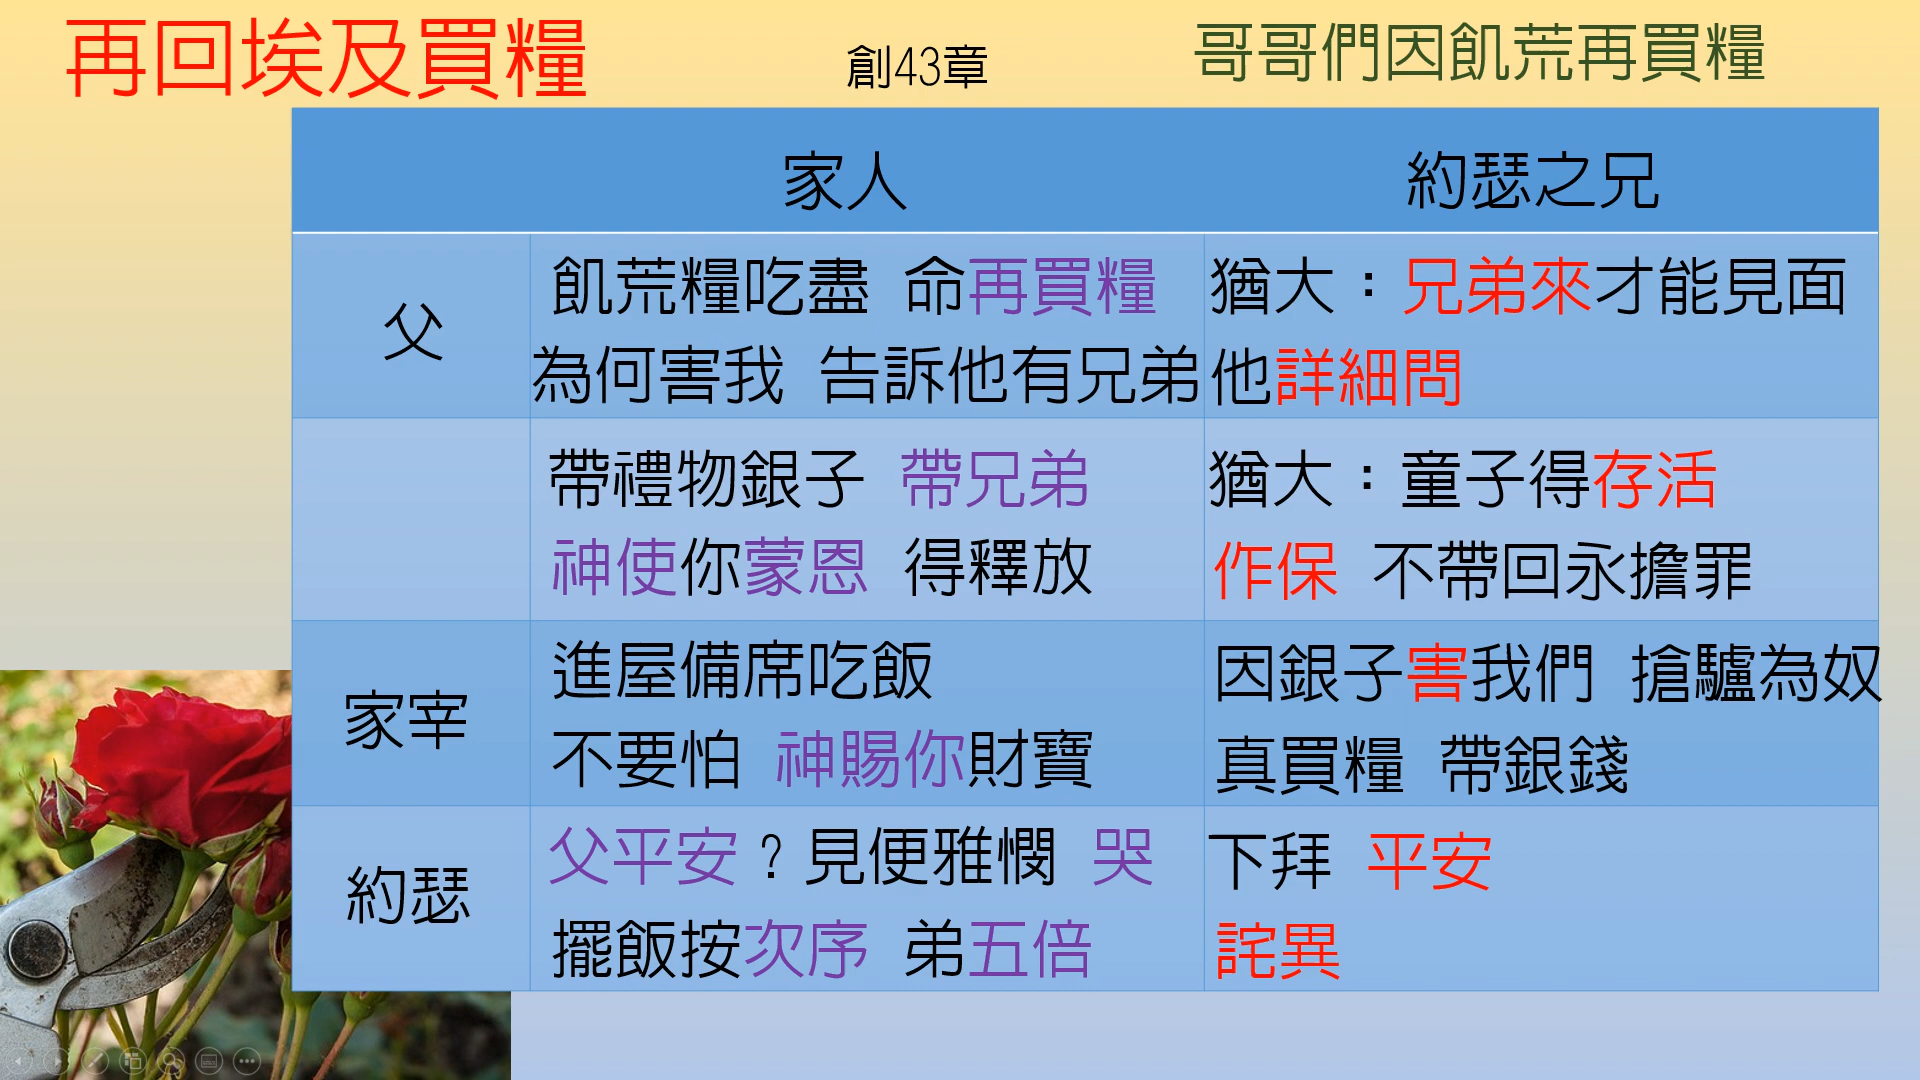 再回埃及買糧
創43章
哥哥們因飢荒再買糧
家人
約瑟之兄
父
飢荒糧吃盡 命再買糧
為何害我 告訴他有兄弟
猶大：兄弟來才能見面
他詳細問
帶禮物銀子 帶兄弟
神使你蒙恩 得釋放
猶大：童子得存活
作保 不帶回永擔罪
家宰
進屋備席吃飯
不要怕 神賜你財寶
因銀子害我們 搶驢為奴
真買糧 帶銀錢
約瑟
父平安？見便雅憫 哭
擺飯按次序 弟五倍
下拜 平安
詫異